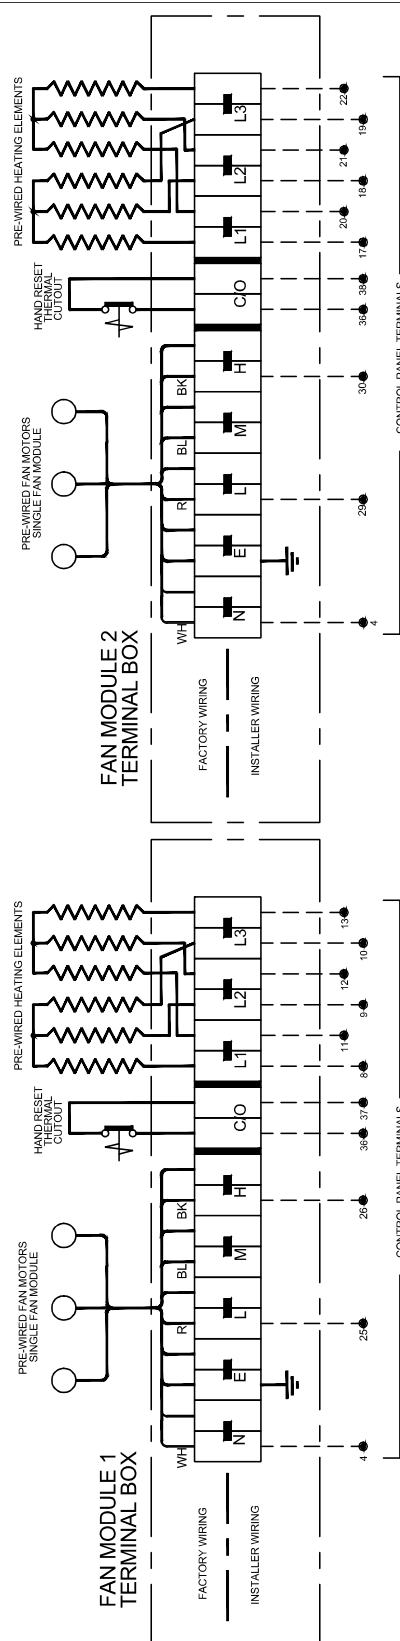 FAN MODULE 1
TERMINAL BOX
PRE-WIRED FAN MOTORS
SINGLE FAN MODULE
HAND RESET
THERMAL
CUTOUT
PRE-WIRED HEATING ELEMENTS
WH R BL BK
FACTORY WIRING
N E L M H C/O L1 L2 L3
INSTALLER WIRING
4 25 26 36 37 8 11 9 12 10 13
CONTROL PANEL TERMINALS
FAN MODULE 2
TERMINAL BOX
PRE-WIRED FAN MOTORS
SINGLE FAN MODULE
HAND RESET
THERMAL
CUTOUT
PRE-WIRED HEATING ELEMENTS
WH R BL BK
FACTORY WIRING
N E L M H C/O L1 L2 L3
INSTALLER WIRING
4 29 30 36 38 17 20 18 21 19 22
CONTROL PANEL TERMINALS